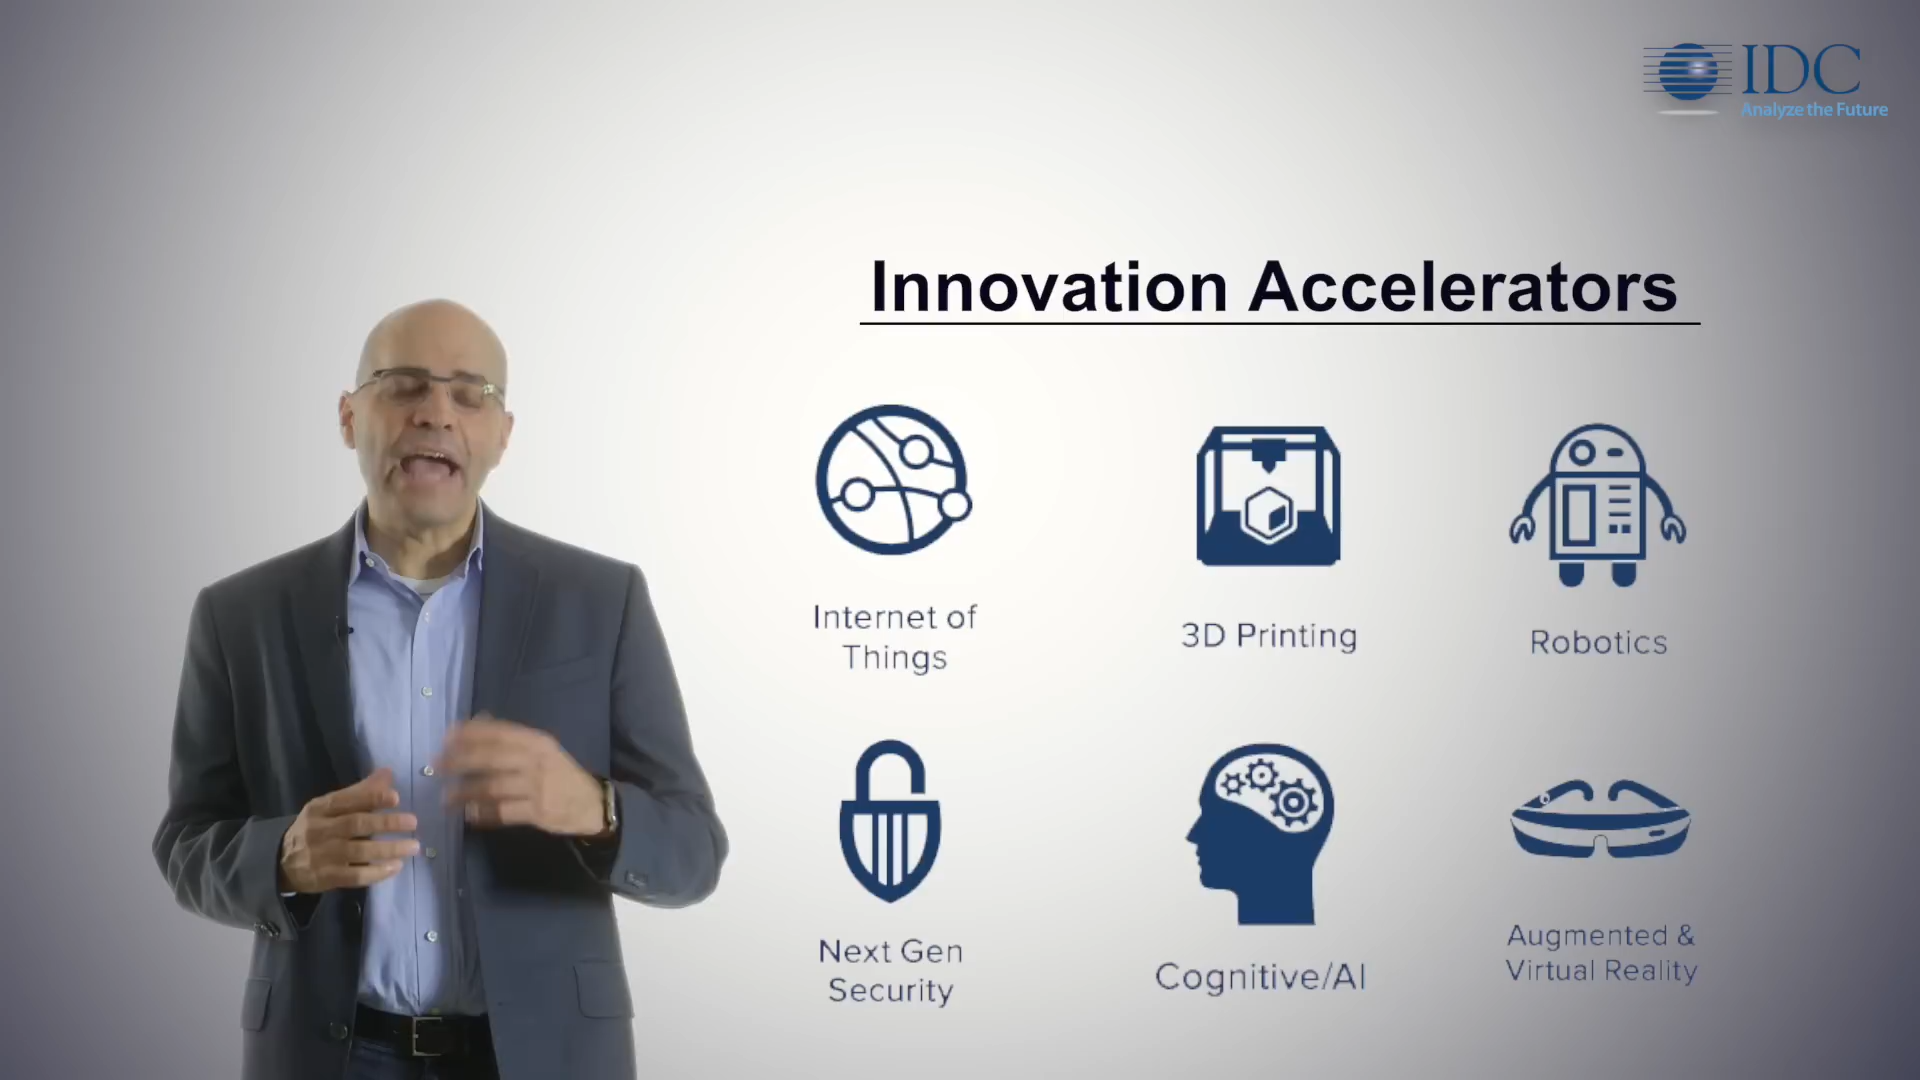 IDC
Analyze the Future
Innovation Accelerators
Internet of
Things
3D Printing
Robotics
Next Gen
Security
Cognitive/AI
Augmented &
Virtual Reality